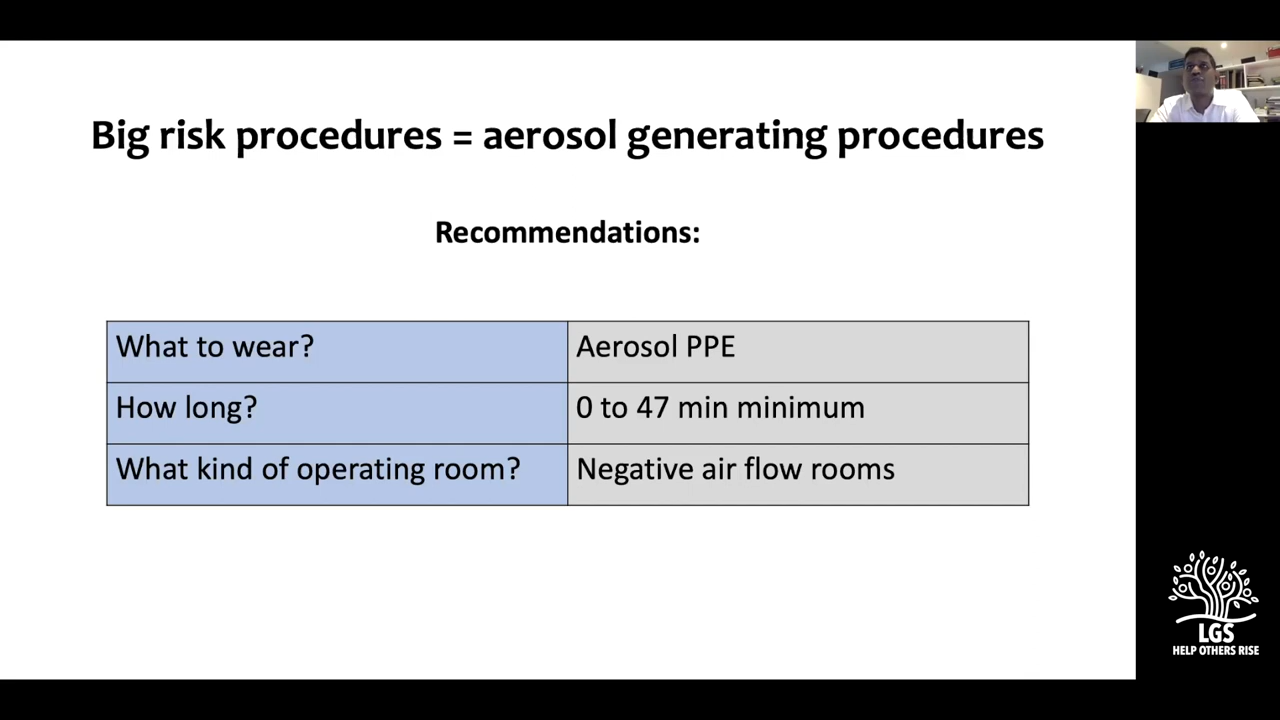 Big risk procedures = aerosol generating procedures
Recommendations:
What to wear?
Aerosol PPE
How long?
0 to 47 min minimum
What kind of operating room?
Negative air flow rooms
LGS
HELP OTHERS RISE